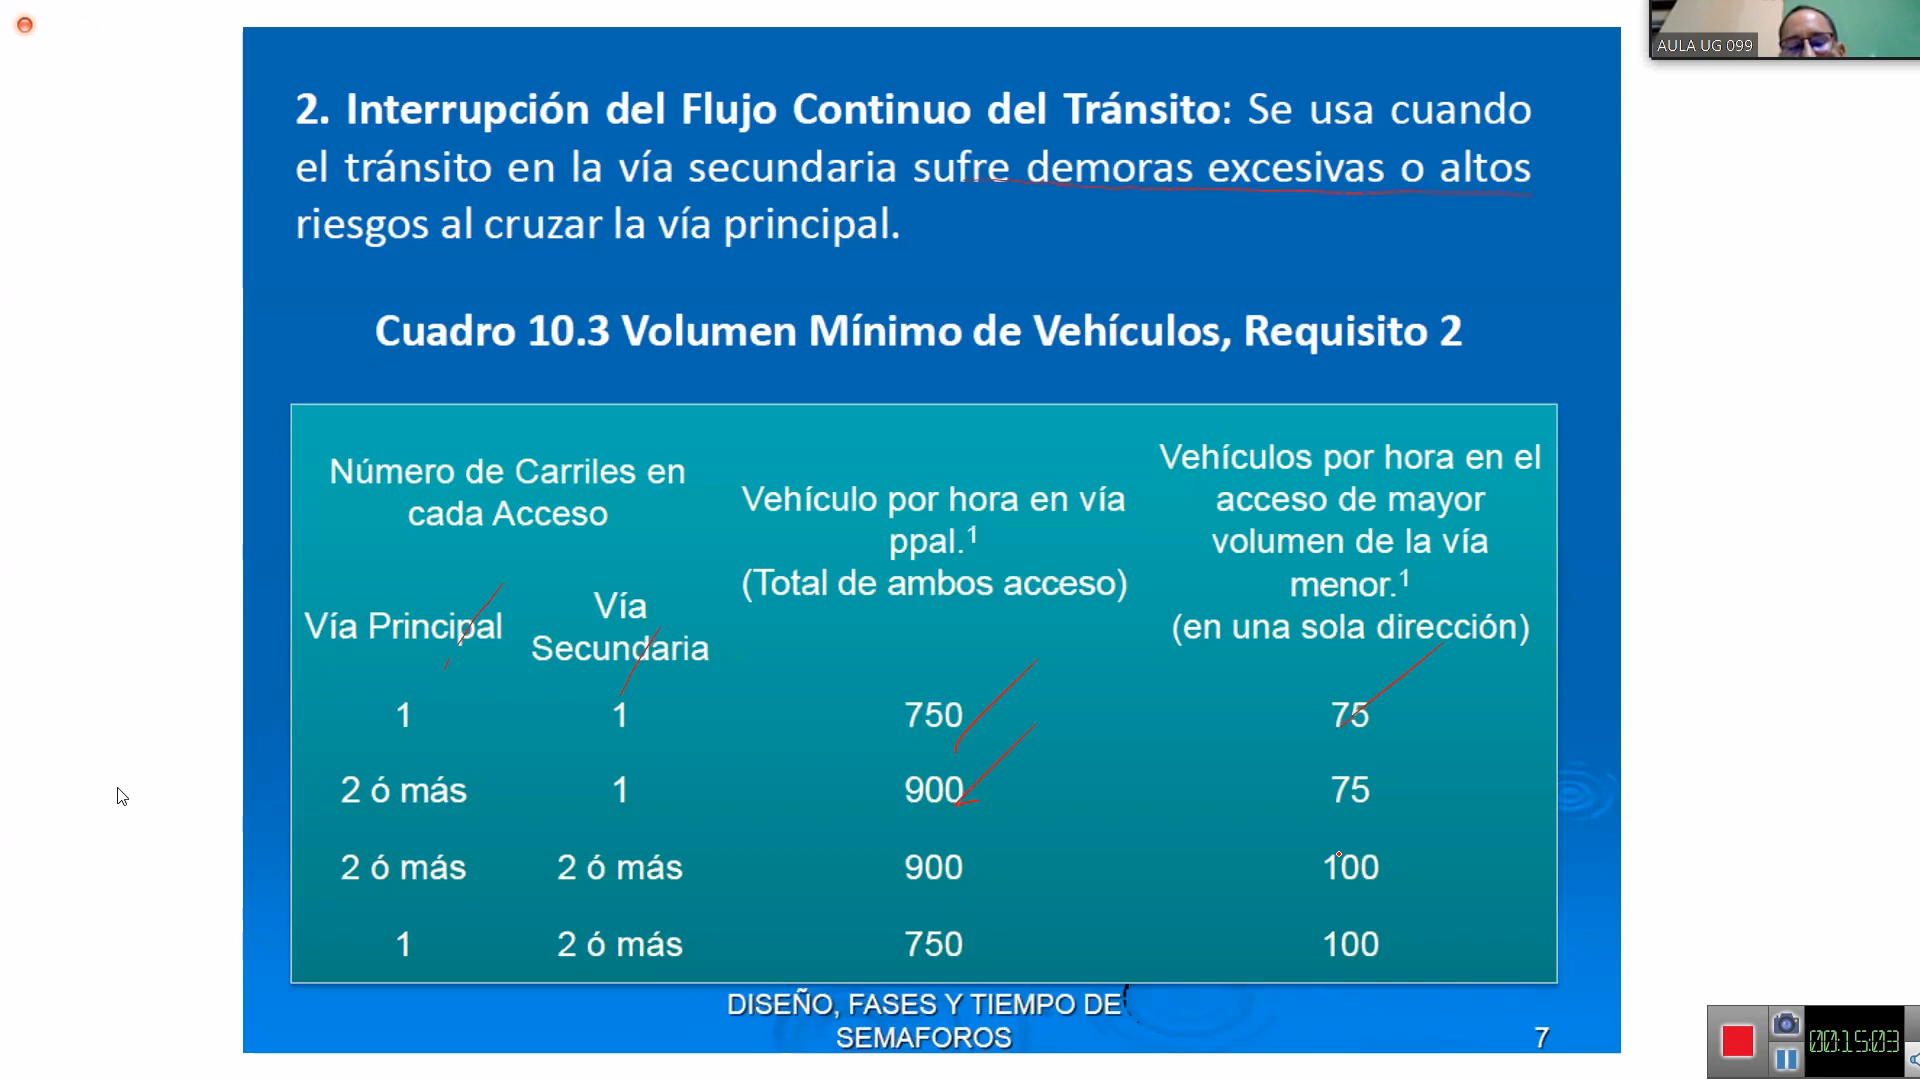 AULA UG 099
2. Interrupción del Flujo Continuo del Tránsito: Se usa cuando
el tránsito en la vía secundaria sufre demoras excesivas o altos
riesgos al cruzar la vía principal.
Cuadro 10.3 Volumen Mínimo de Vehículos, Requisito 2
Número de Carriles en
cada Acceso
Vehículo por hora en vía
ppal.¹
(Total de ambos acceso)
Vehículos por hora en el
acceso de mayor
volumen de la vía
menor.¹
(en una sola dirección)
Vía Principal
Vía
Secundaria
1 1 750 75
2 ó más 1 900 75
2 ó más 2 ó más 900 100
1 2 ó más 750 100
DISEÑO, FASES Y TIEMPO DE
SEMAFOROS
7
00:15:03